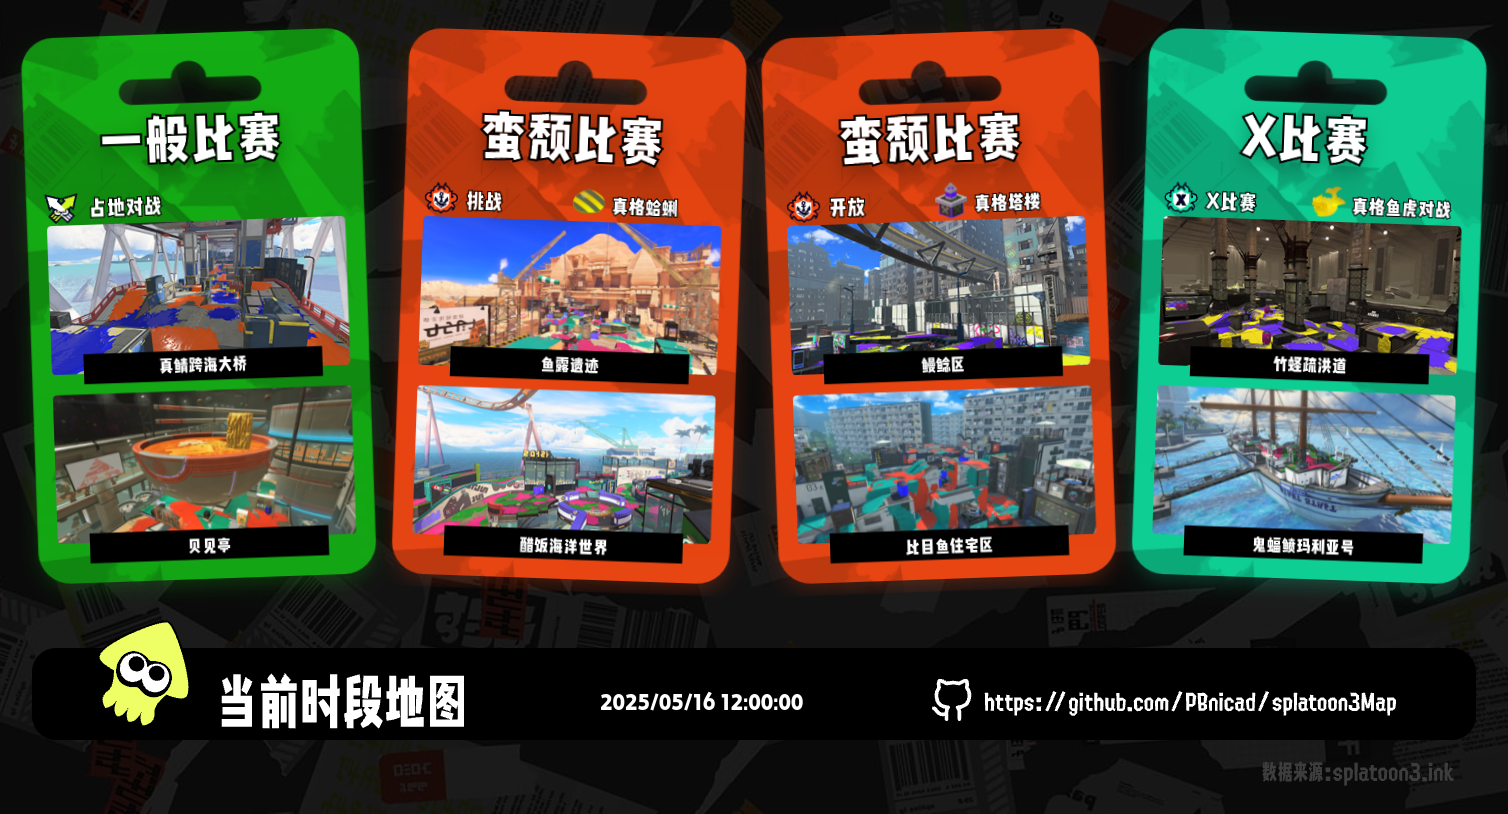 一般比赛
占地对战
真鲭跨海大桥
贝贝亭
蛮颓比赛
挑战
真格蛤蜊
鱼露遗迹
醋饭海洋世界
蛮颓比赛
开放
真格塔楼
鳗鲶区
比目鱼住宅区
X比赛
X比赛
真格鱼虎对战
竹蛏疏洪道
鬼蝠鲼玛利亚号
当前时段地图
2025/05/16 12:00:00
https://github.com/PBnicad/splatoon3Map
数据来源:splatoon3.ink